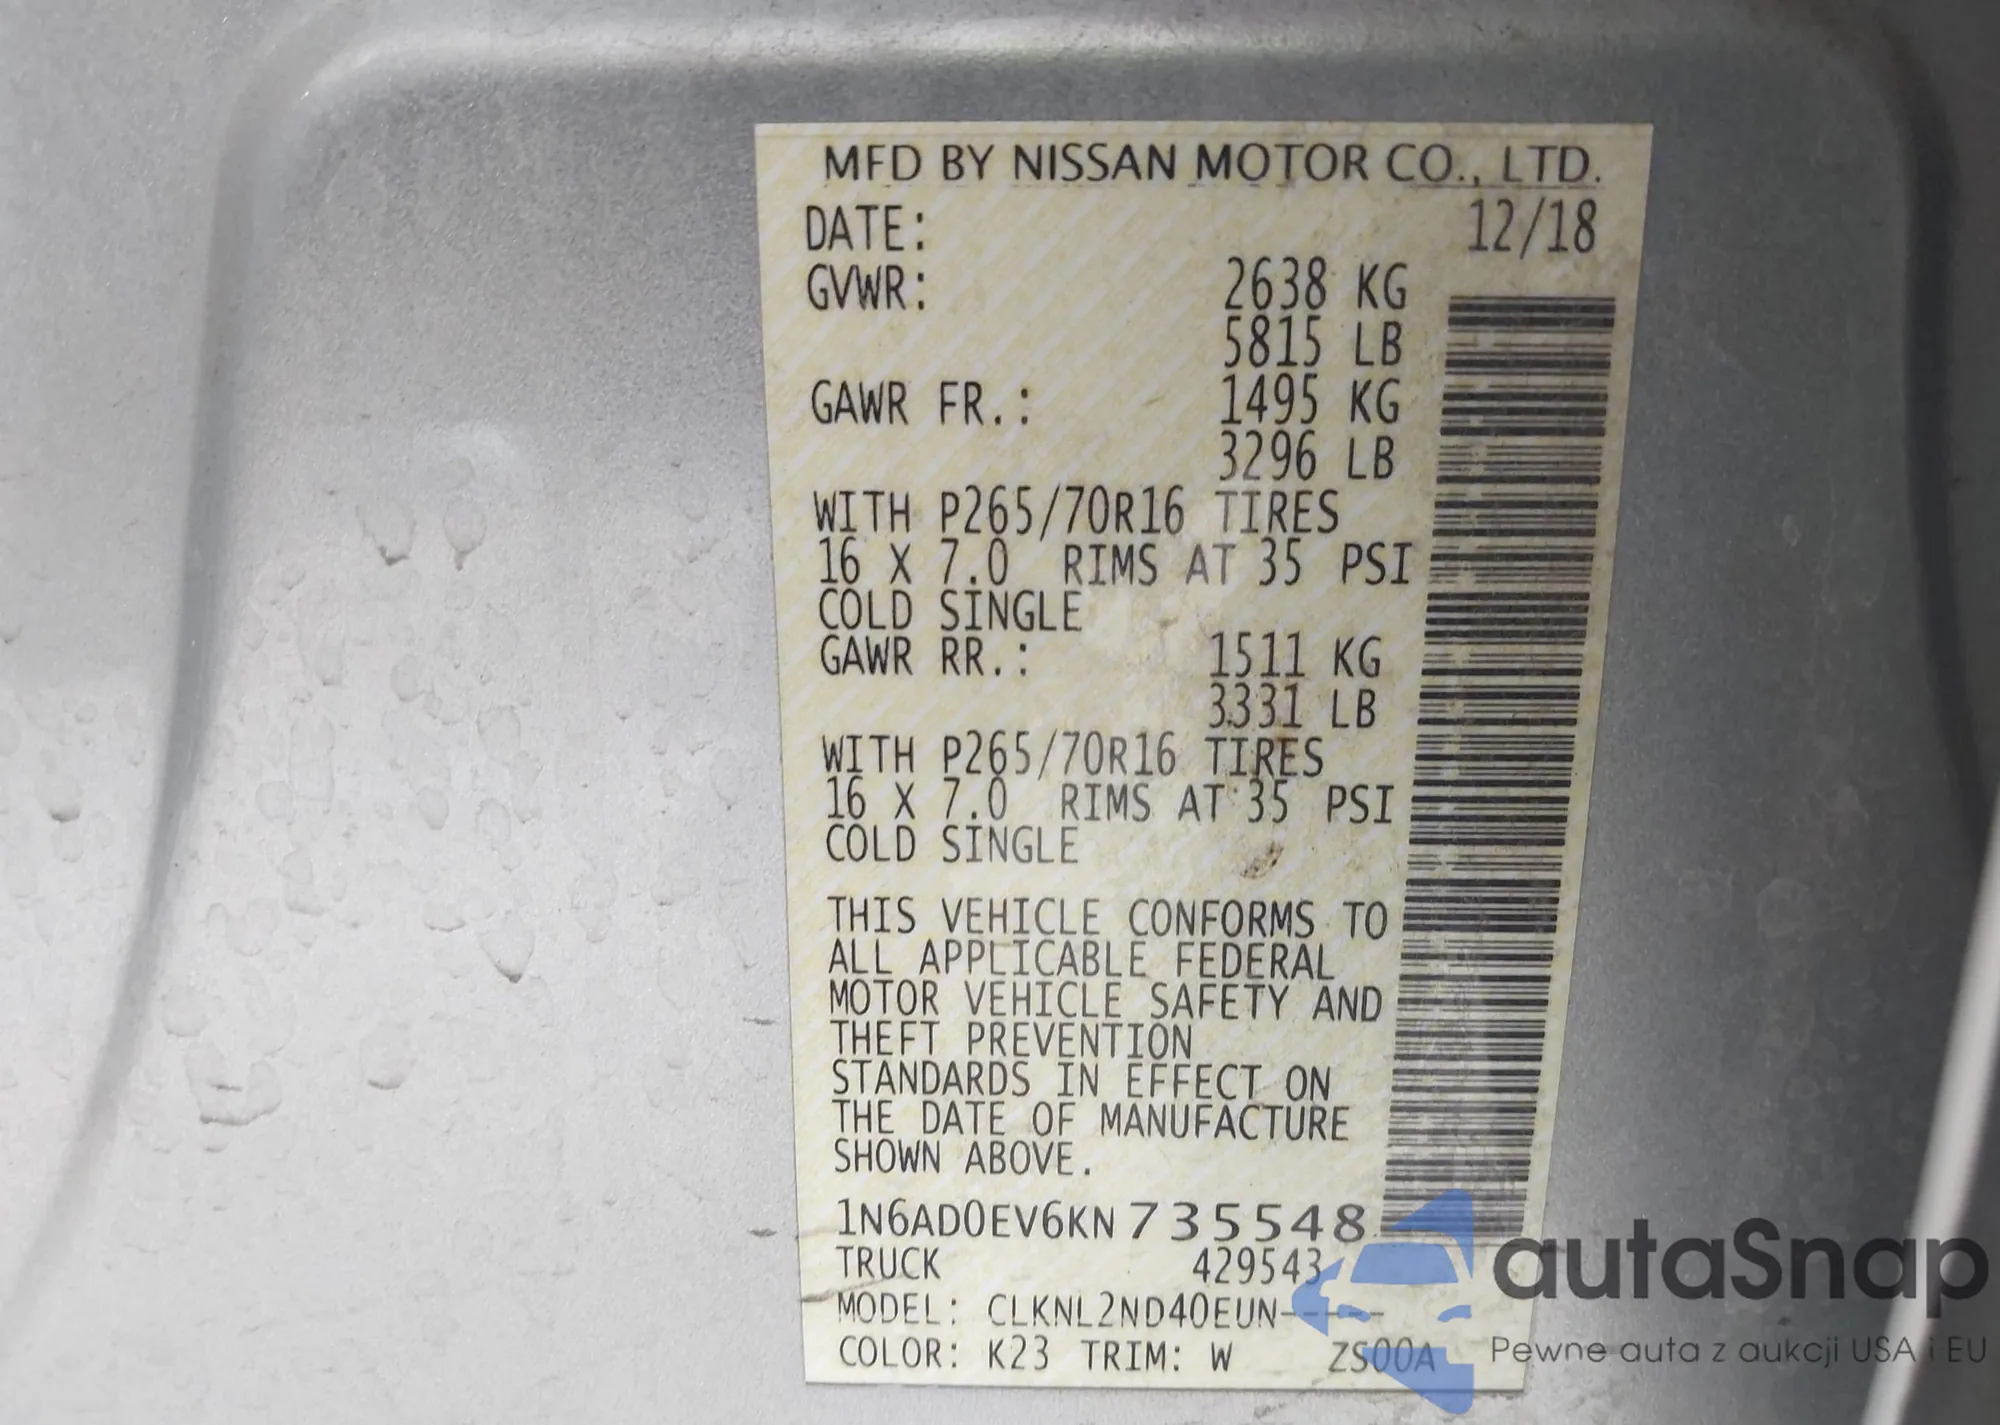 MFD BY NISSAN MOTOR CO., LTD.
DATE: 12/18
GVWR: 2638 KG
5815 LB
GAWR FR.: 1495 KG
3296 LB
WITH P265/70R16 TIRES
16 X 7.0 RIMS AT 35 PSI
COLD SINGLE
GAWR RR.: 1511 KG
3331 LB
WITH P265/70R16 TIRES
16 X 7.0 RIMS AT 35 PSI
COLD SINGLE
THIS VEHICLE CONFORMS TO
ALL APPLICABLE FEDERAL
MOTOR VEHICLE SAFETY AND
THEFT PREVENTION
STANDARDS IN EFFECT ON
THE DATE OF MANUFACTURE
SHOWN ABOVE.
1N6AD0EV6KN735548
TRUCK 429543
MODEL: CLKNL2ND40EUN-----
COLOR: K23 TRIM: W ZS00A
autaSnap
Pewne auta z aukcji USA i EU